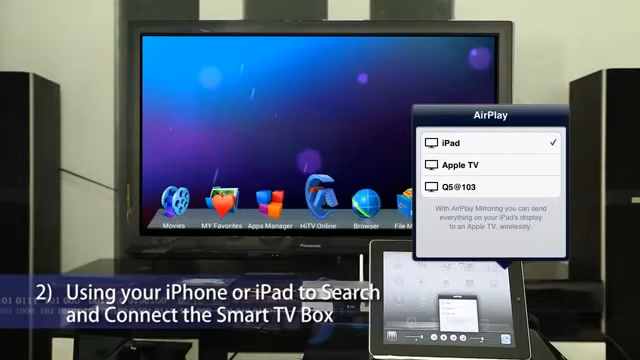 AirPlay
iPad
Apple TV
Q5@103
With AirPlay Mirroring you can send
everything on your iPad's display
to an Apple TV, wirelessly.
Movies
MY Favorites
Apps Manager
HiTV Online
Browser
File M
Panasonic
2) Using your iPhone or iPad to Search
and Connect the Smart TV Box